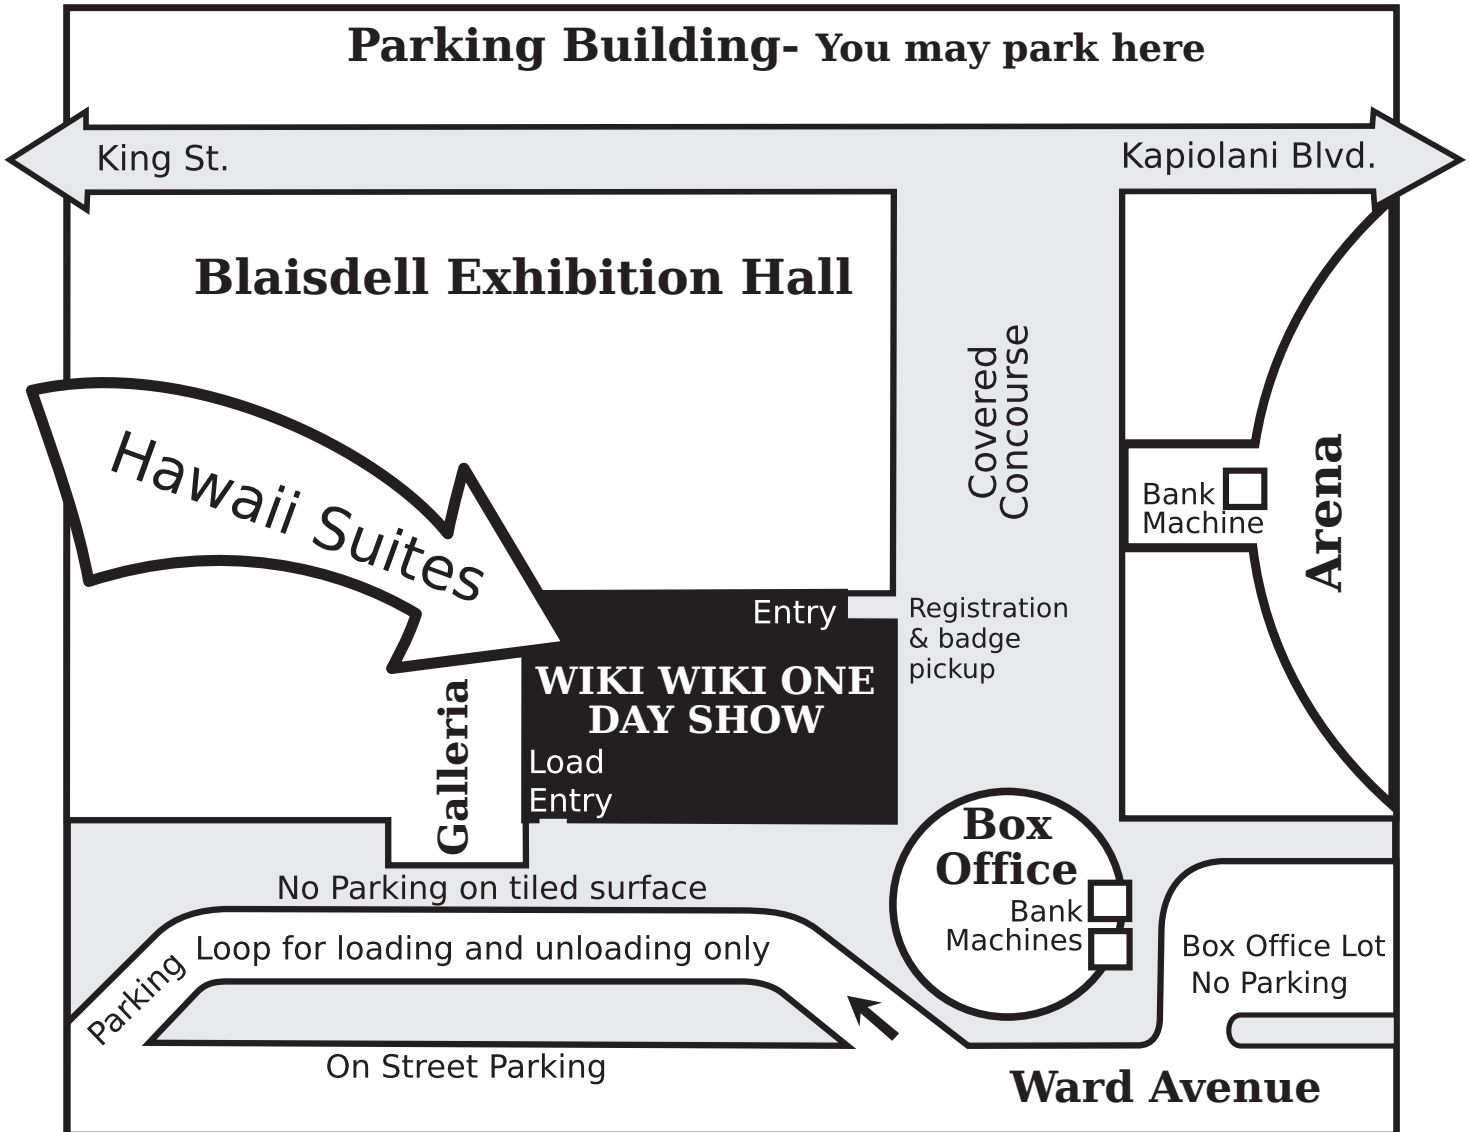 Parking Building- You may park here
King St.
Kapiolani Blvd.
Blaisdell Exhibition Hall
Covered
Concourse
Hawaii Suites
Bank
Machine
Arena
Entry
Registration
& badge
pickup
WIKI WIKI ONE
DAY SHOW
Load
Entry
Galleria
Box
Office
Bank
Machines
No Parking on tiled surface
Loop for loading and unloading only
Parking
Box Office Lot
No Parking
On Street Parking
Ward Avenue